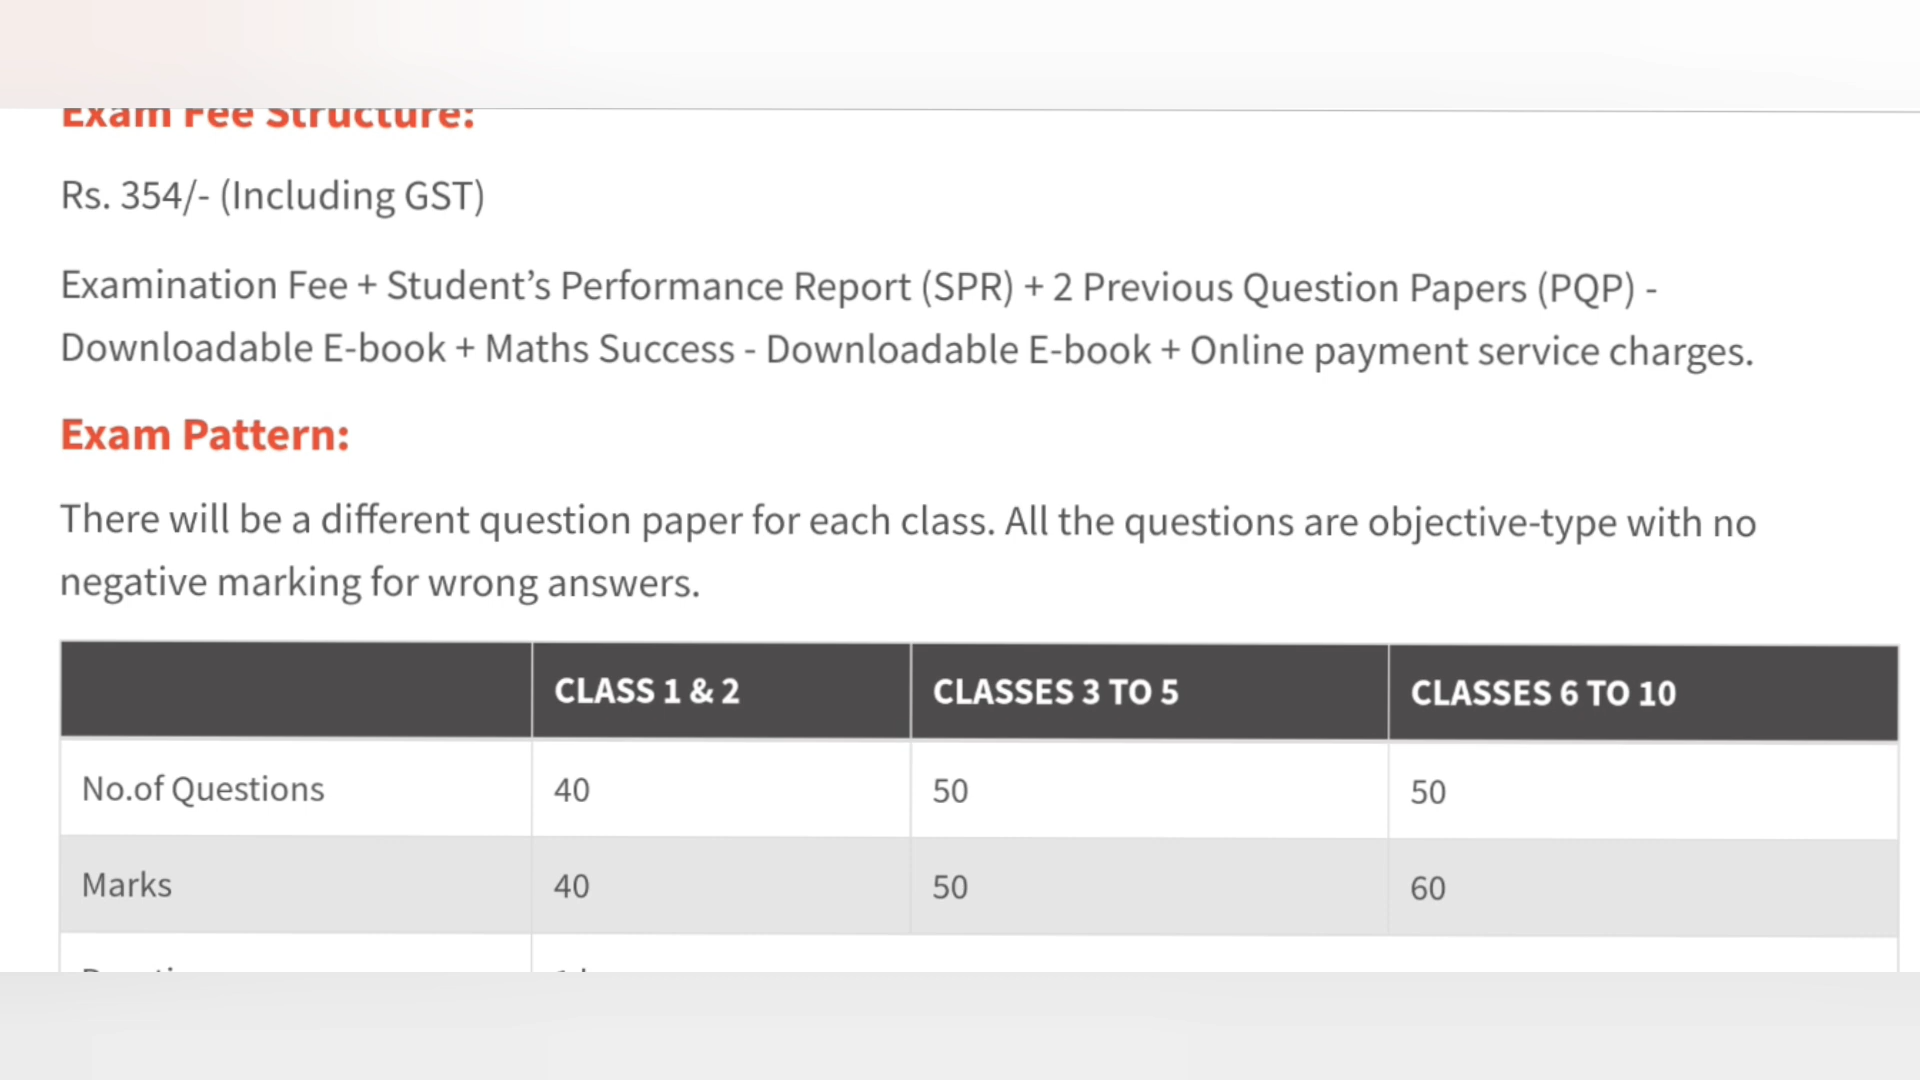 Exam Fee Structure:
Rs. 354/- (Including GST)
Examination Fee + Student’s Performance Report (SPR) + 2 Previous Question Papers (PQP) -
Downloadable E-book + Maths Success - Downloadable E-book + Online payment service charges.
Exam Pattern:
There will be a different question paper for each class. All the questions are objective-type with no
negative marking for wrong answers.
CLASS 1 & 2 CLASSES 3 TO 5 CLASSES 6 TO 10
No.of Questions 40 50 50
Marks 40 50 60